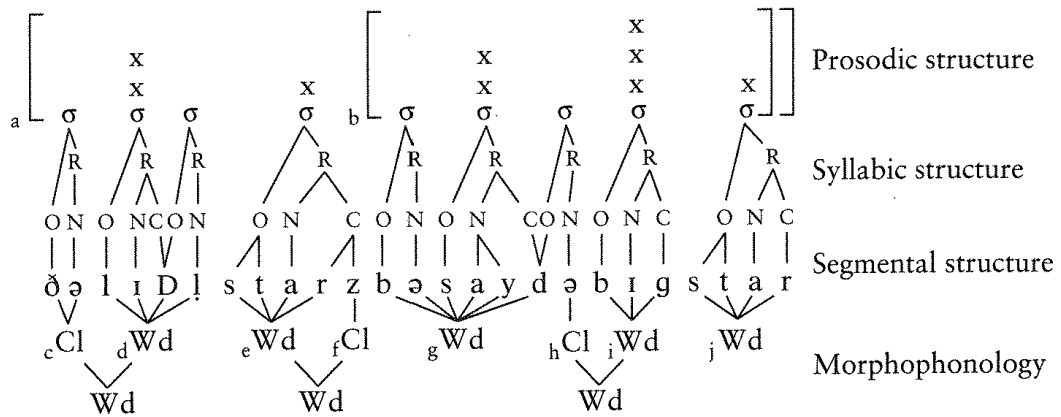 x
x x x Prosodic structure
x x x x x
a σ σ σ σ b σ σ σ σ σ
R R R R R R R R R Syllabic structure
O N O N C O N O N C O N O N C O N O N C O N C
ð ə l ɪ D l̩ s t a r z b ə s a y d ə b ɪ g s t a r Segmental structure
c Cl d Wd e Wd f Cl g Wd h Cl i Wd j Wd
Morphophonology
Wd Wd Wd